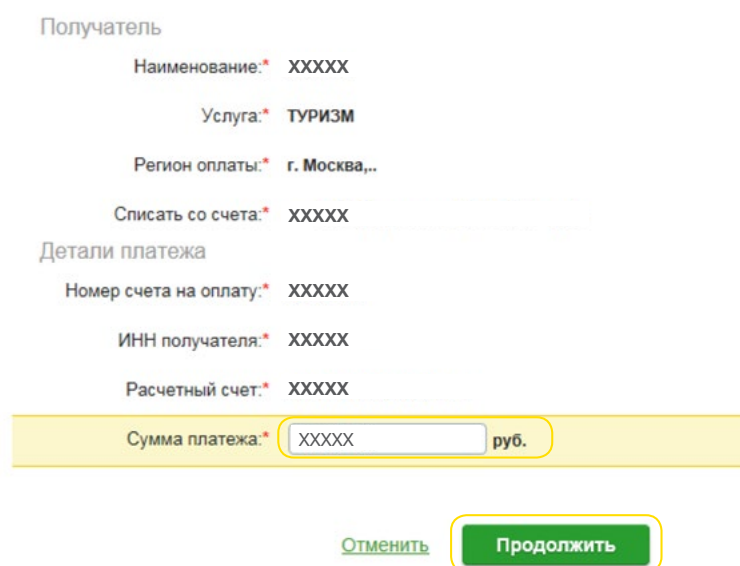 Получатель
Наименование:* XXXXX
Услуга:* ТУРИЗМ
Регион оплаты:* г. Москва,..
Списать со счета:* XXXXX
Детали платежа
Номер счета на оплату:* XXXXX
ИНН получателя:* XXXXX
Расчетный счет:* XXXXX
Сумма платежа:* XXXXX руб.
Отменить Продолжить